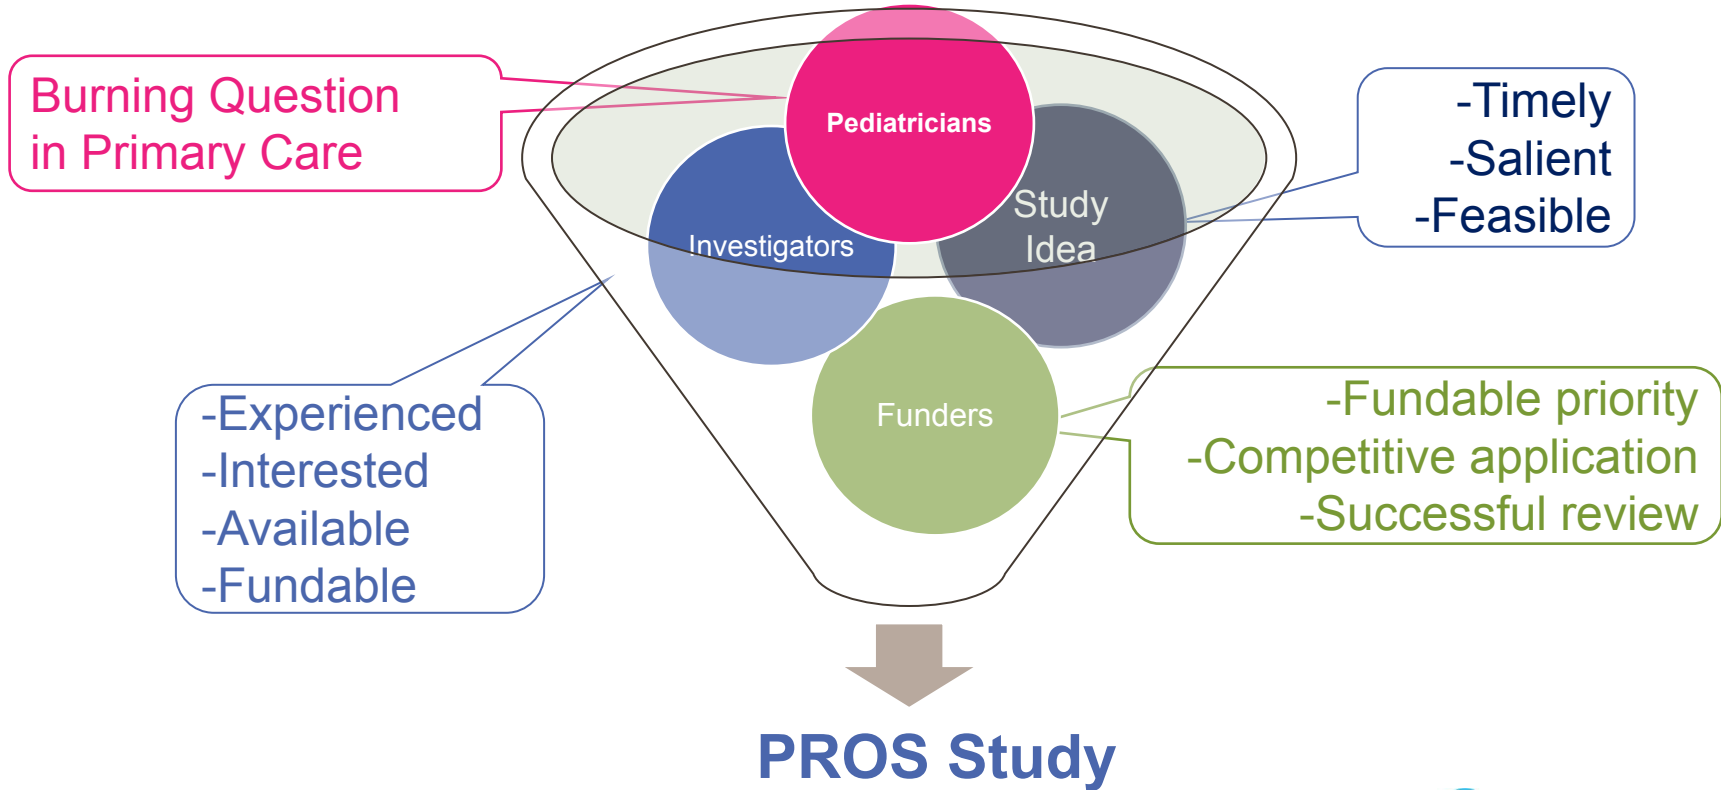 Burning Question
in Primary Care
Pediatricians
-Timely
-Salient
-Feasible
Study
Idea
Investigators
-Experienced
-Interested
-Available
-Fundable
Funders
-Fundable priority
-Competitive application
-Successful review
PROS Study